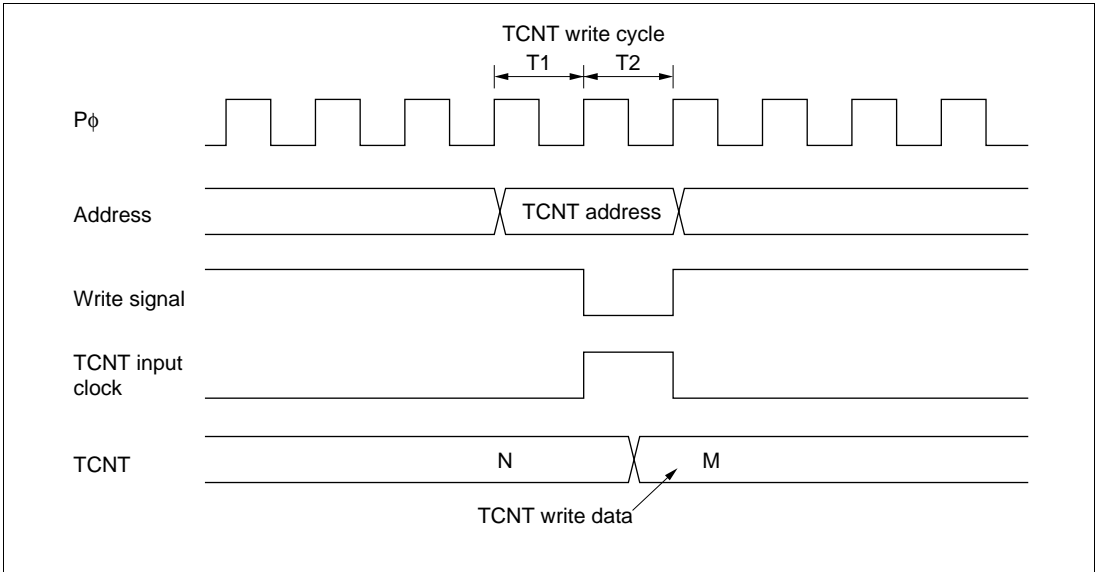 TCNT write cycle
T1 T2
Pϕ
Address
TCNT address
Write signal
TCNT input
clock
TCNT
N M
TCNT write data